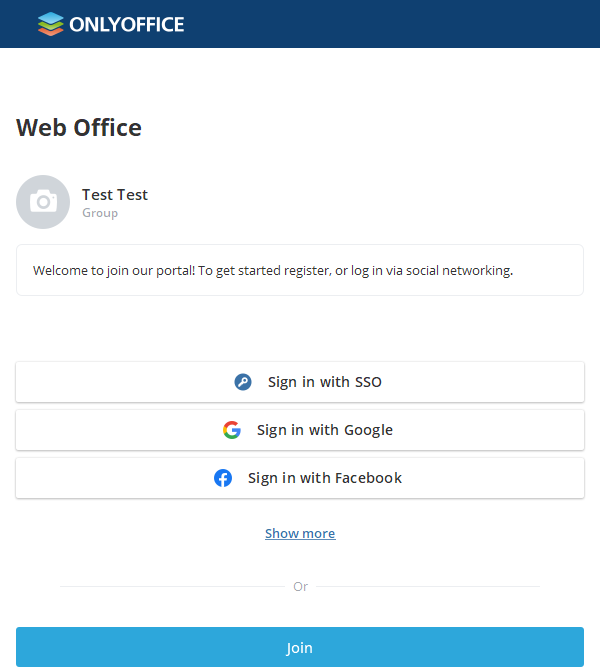 ONLYOFFICE
Web Office
Test Test
Group
Welcome to join our portal! To get started register, or log in via social networking.
Sign in with SSO
Sign in with Google
Sign in with Facebook
Show more
Or
Join